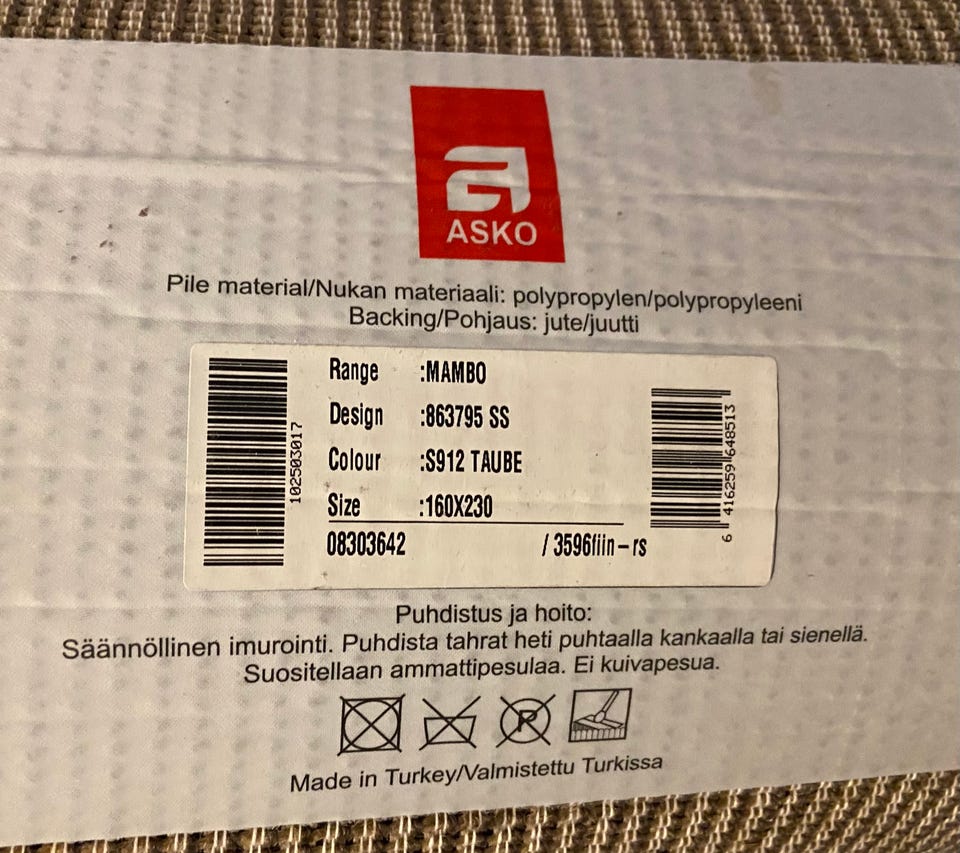 ASKO
Pile material/Nukan materiaali: polypropylen/polypropyleeni
Backing/Pohjaus: jute/juutti
102503017
Range :MAMBO
Design :863795 SS
Colour :S912 TAUBE
Size :160X230
08303642 / 3596fiin-rs
6 416259 648513
Puhdistus ja hoito:
Säännöllinen imurointi. Puhdista tahrat heti puhtaalla kankaalla tai sienellä.
Suositellaan ammattipesulaa. Ei kuivapesua.
P
Made in Turkey/Valmistettu Turkissa